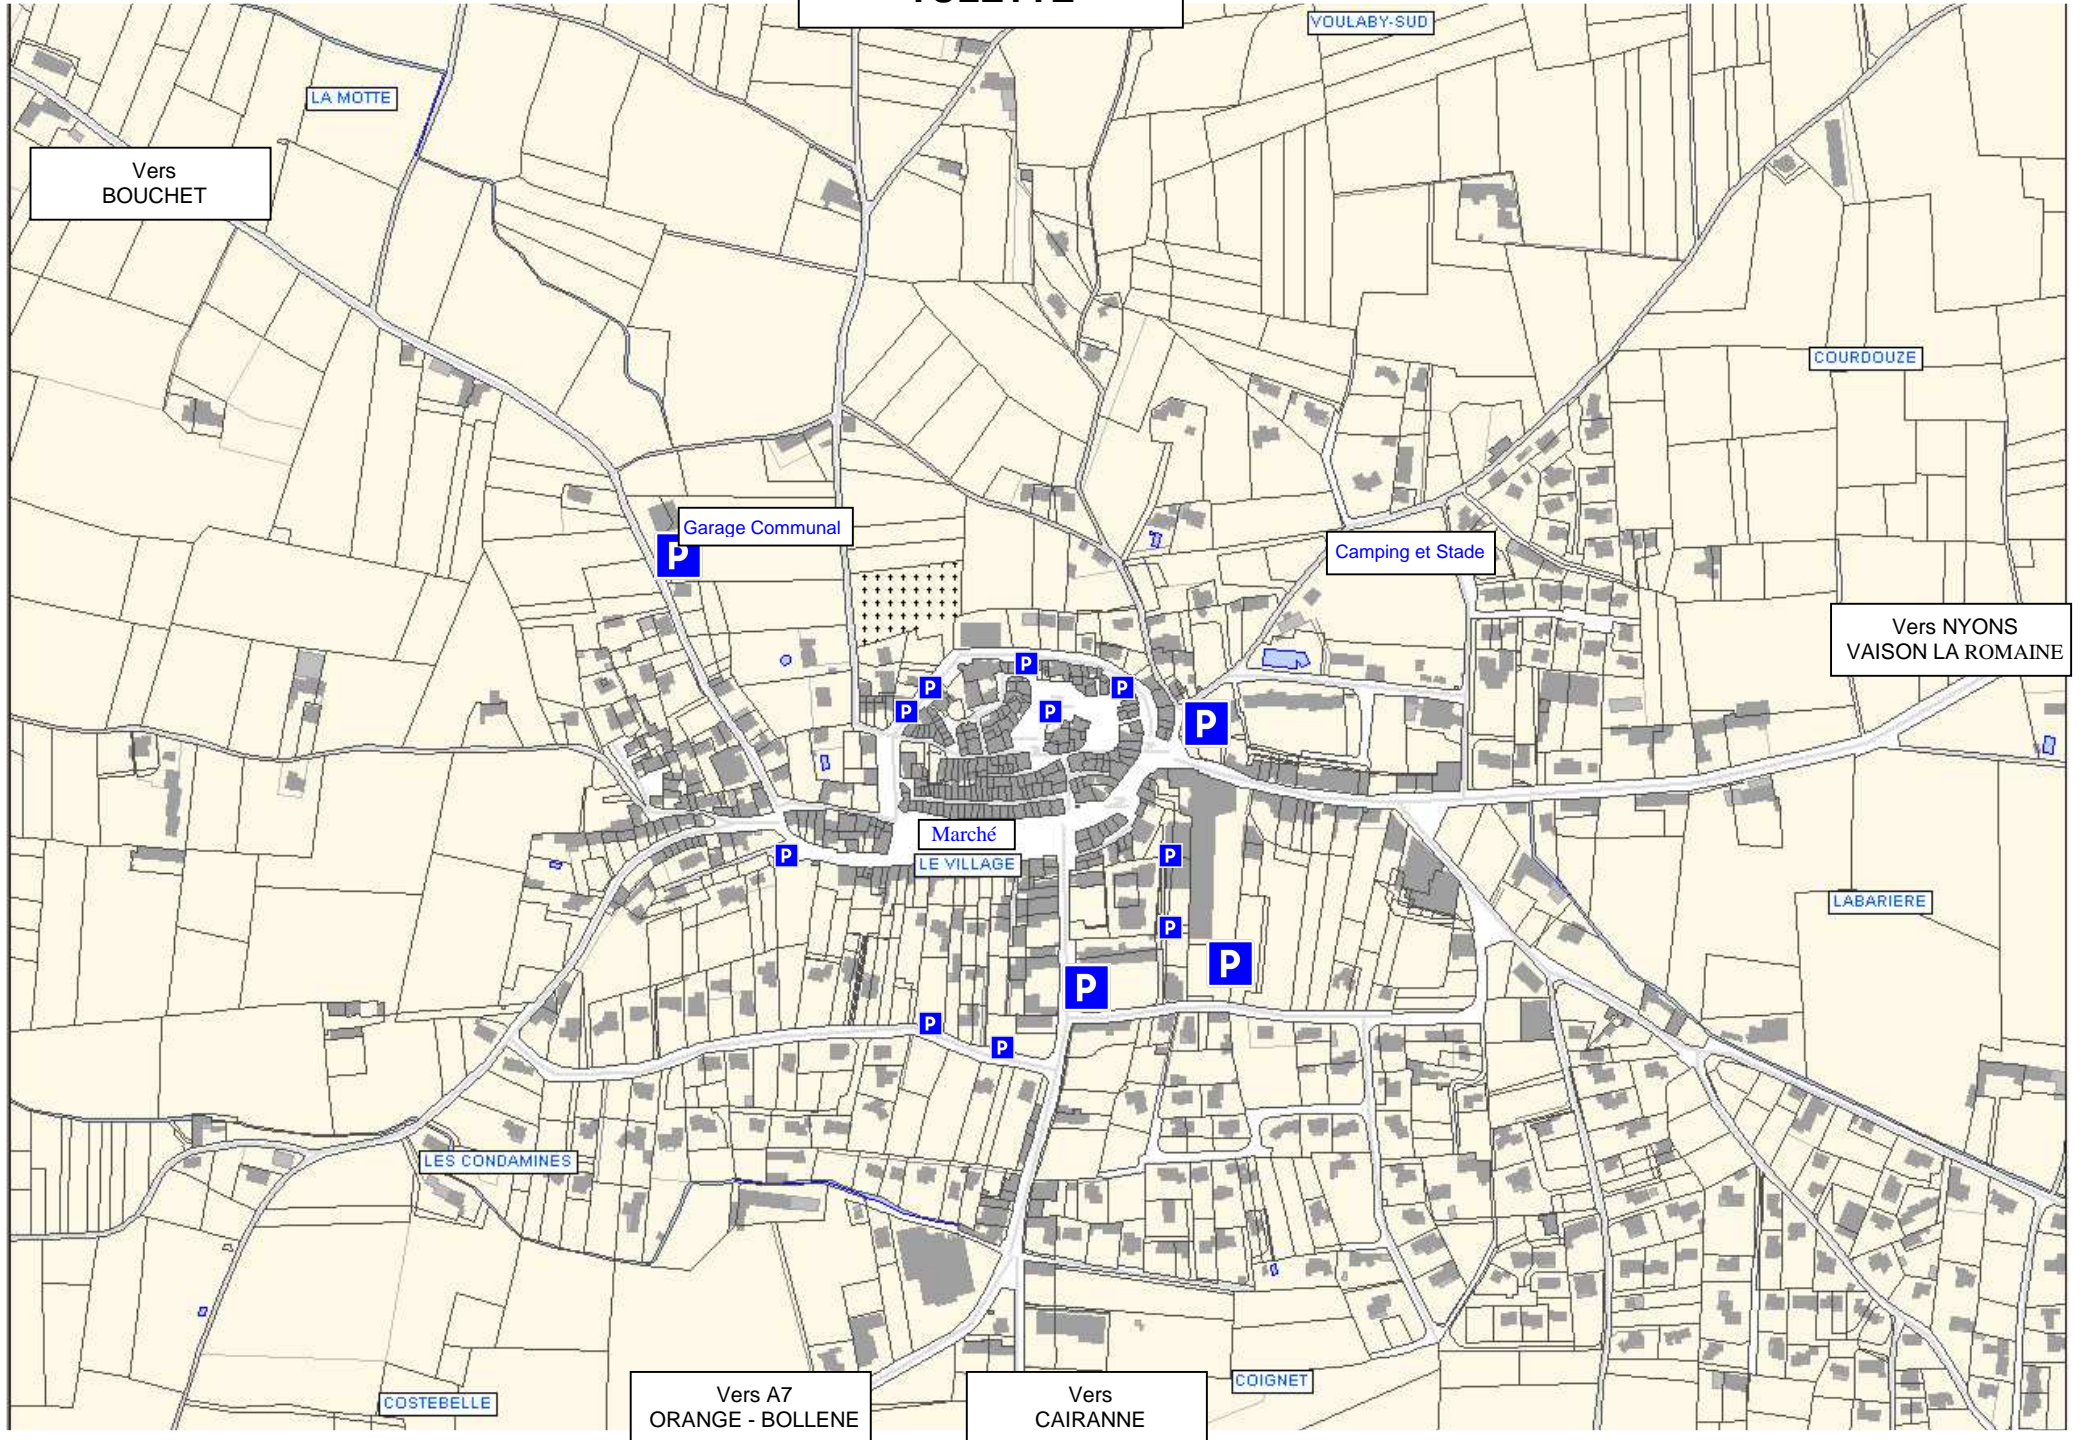 TULETTE
VOULABY-SUD
LA MOTTE
Vers
BOUCHET
COURDOUZE
Garage Communal
P
Camping et Stade
Vers NYONS
VAISON LA ROMAINE
P
P
P
P
P
P
Marché
P
P
LE VILLAGE
LABARIERE
P
P
P
P
P
LES CONDAMINES
COIGNET
COSTEBELLE
Vers A7
ORANGE - BOLLENE
Vers
CAIRANNE